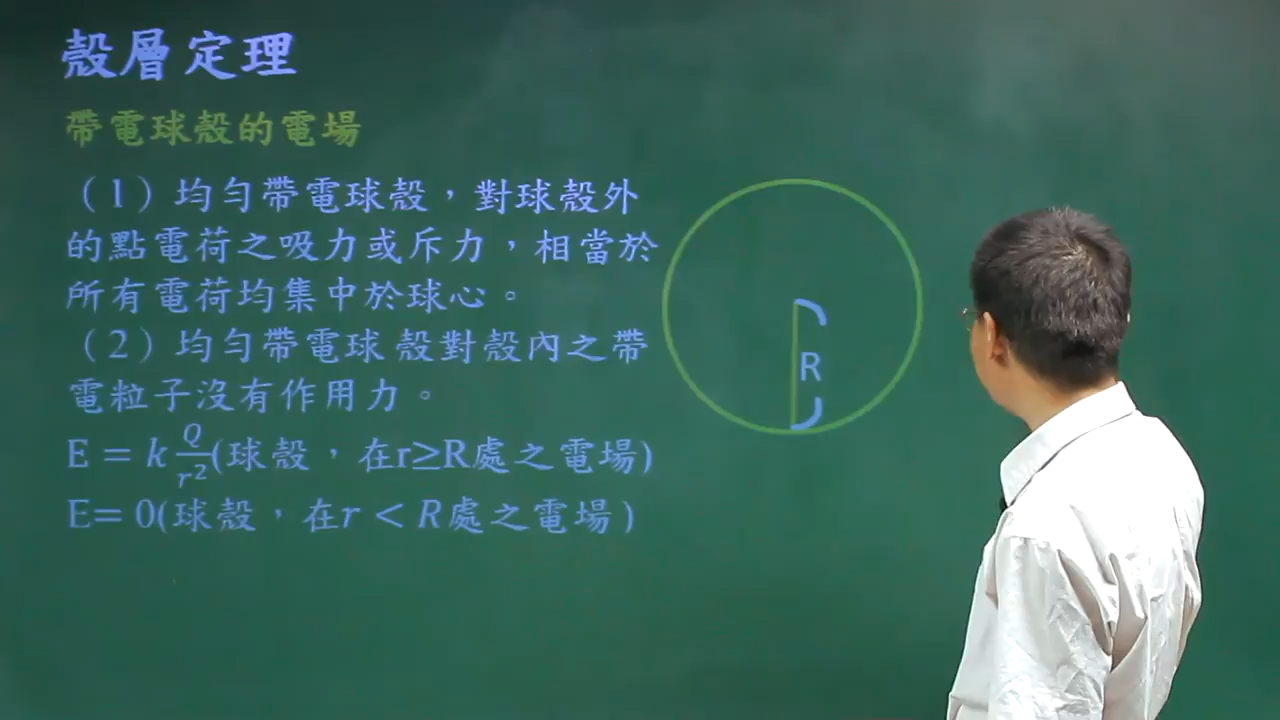 殼層定理
帶電球殼的電場
（1）均勻帶電球殼，對球殼外
的點電荷之吸力或斥力，相當於
所有電荷均集中於球心。
（2）均勻帶電球殼對殼內之帶
電粒子沒有作用力。
E = k Q/r² (球殼，在r≥R處之電場)
E= 0(球殼，在r < R處之電場)
R